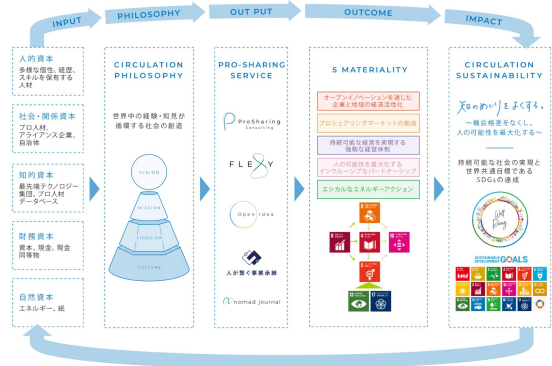 INPUT
PHILOSOPHY
OUT PUT
OUTCOME
IMPACT
人的資本
多様な個性、経歴、
スキルを保有する
人材
社会・関係資本
プロ人材、
アライアンス企業、
自治体
知的資本
最先端テクノロジー
集団、プロ人材
データベース
財務資本
資本、現金、現金
同等物
自然資本
エネルギー、紙
CIRCULATION
PHILOSOPHY
世界中の経験・知見が
循環する社会の創造
VISION
MISSION
CIRCUISM
CULTURE
PRO-SHARING
SERVICE
ProSharing
Consulting
FLEXY
Open Idea
人が繋ぐ事業承継
nomad journal
5 MATERIALITY
オープンイノベーションを通じた
企業と地域の経済活性化
プロシェアリングマーケットの創造
持続可能な経営を実現する
強靭な経営体制
人の可能性を最大化する
インクルーシブなパートナーシップ
エシカルなエネルギーアクション
CIRCULATION
SUSTAINABILITY
知のめぐりをよくする。
〜機会格差をなくし、
人の可能性を最大化する〜
持続可能な社会の実現と
世界共通目標である
SDGsの達成
Well
Being
SUSTAINABLE
DEVELOPMENT
GOALS